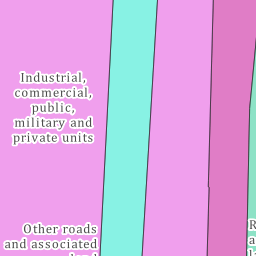 Industrial,
commercial,
public,
military and
private units
Other roads
and associated
R
a